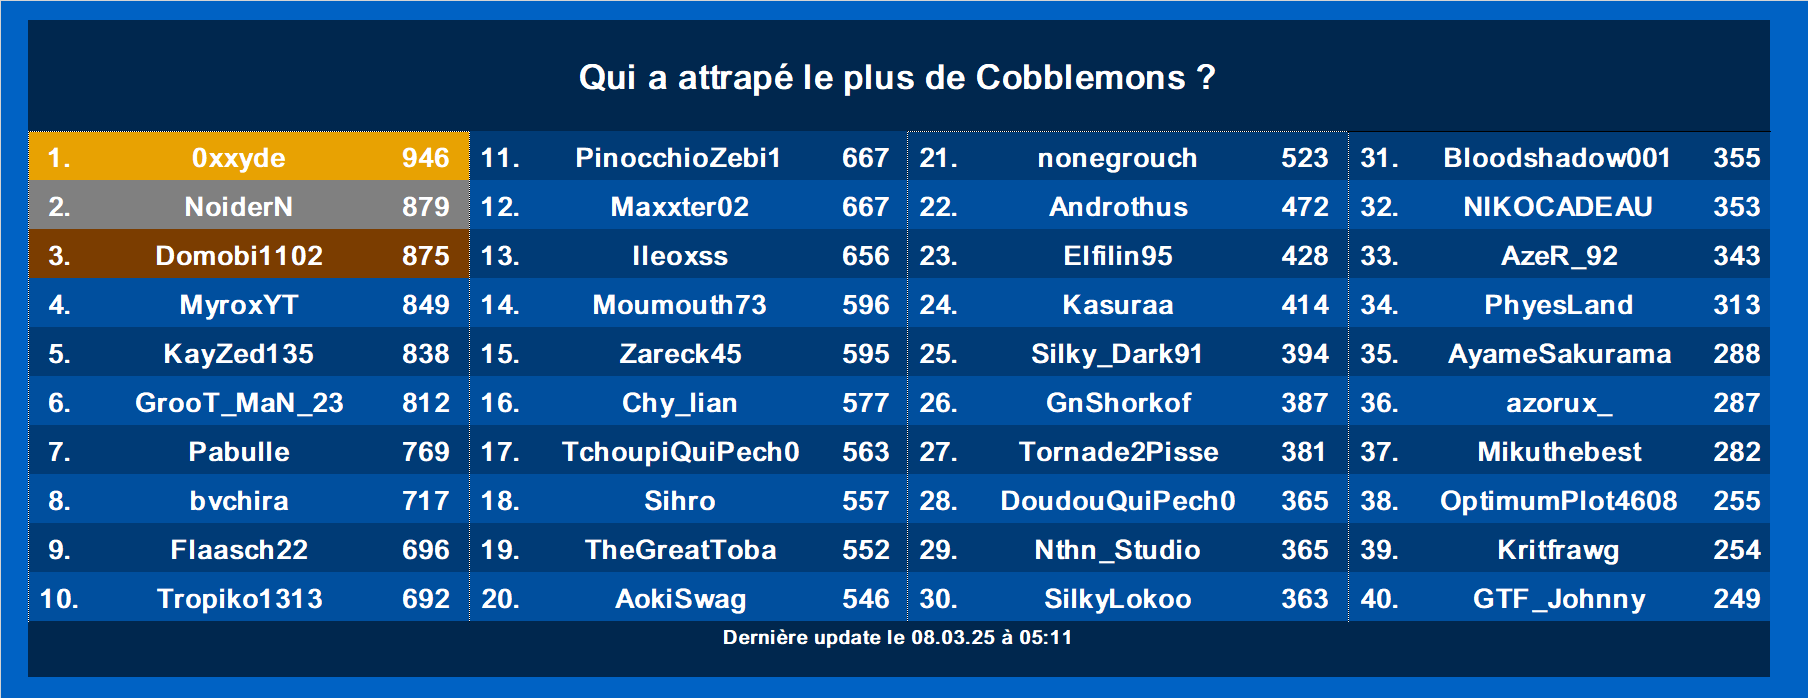 Qui a attrapé le plus de Cobblemons ?
1. 0xxyde 946 11. PinocchioZebi1 667 21. nonegrouch 523 31. Bloodshadow001 355
2. NoiderN 879 12. Maxxter02 667 22. Androthus 472 32. NIKOCADEAU 353
3. Domobi1102 875 13. Ileoxss 656 23. Elfilin95 428 33. AzeR_92 343
4. MyroxYT 849 14. Moumouth73 596 24. Kasuraa 414 34. PhyesLand 313
5. KayZed135 838 15. Zareck45 595 25. Silky_Dark91 394 35. AyameSakurama 288
6. GrooT_MaN_23 812 16. Chy_lian 577 26. GnShorkof 387 36. azorux_ 287
7. Pabulle 769 17. TchoupiQuiPech0 563 27. Tornade2Pisse 381 37. Mikuthebest 282
8. bvchira 717 18. Sihro 557 28. DoudouQuiPech0 365 38. OptimumPlot4608 255
9. Flaasch22 696 19. TheGreatToba 552 29. Nthn_Studio 365 39. Kritfrawg 254
10. Tropiko1313 692 20. AokiSwag 546 30. SilkyLokoo 363 40. GTF_Johnny 249
Dernière update le 08.03.25 à 05:11